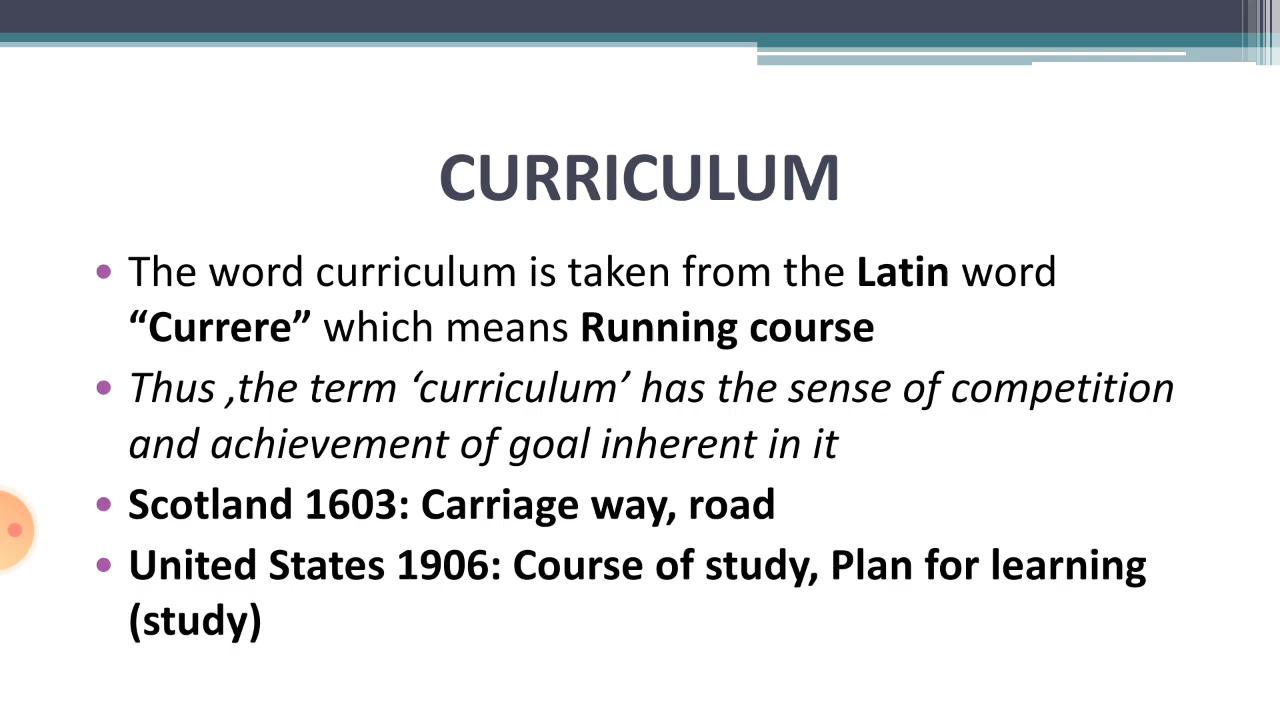 CURRICULUM
• The word curriculum is taken from the Latin word
“Currere” which means Running course
• Thus ,the term ‘curriculum’ has the sense of competition
and achievement of goal inherent in it
• Scotland 1603: Carriage way, road
• United States 1906: Course of study, Plan for learning
(study)